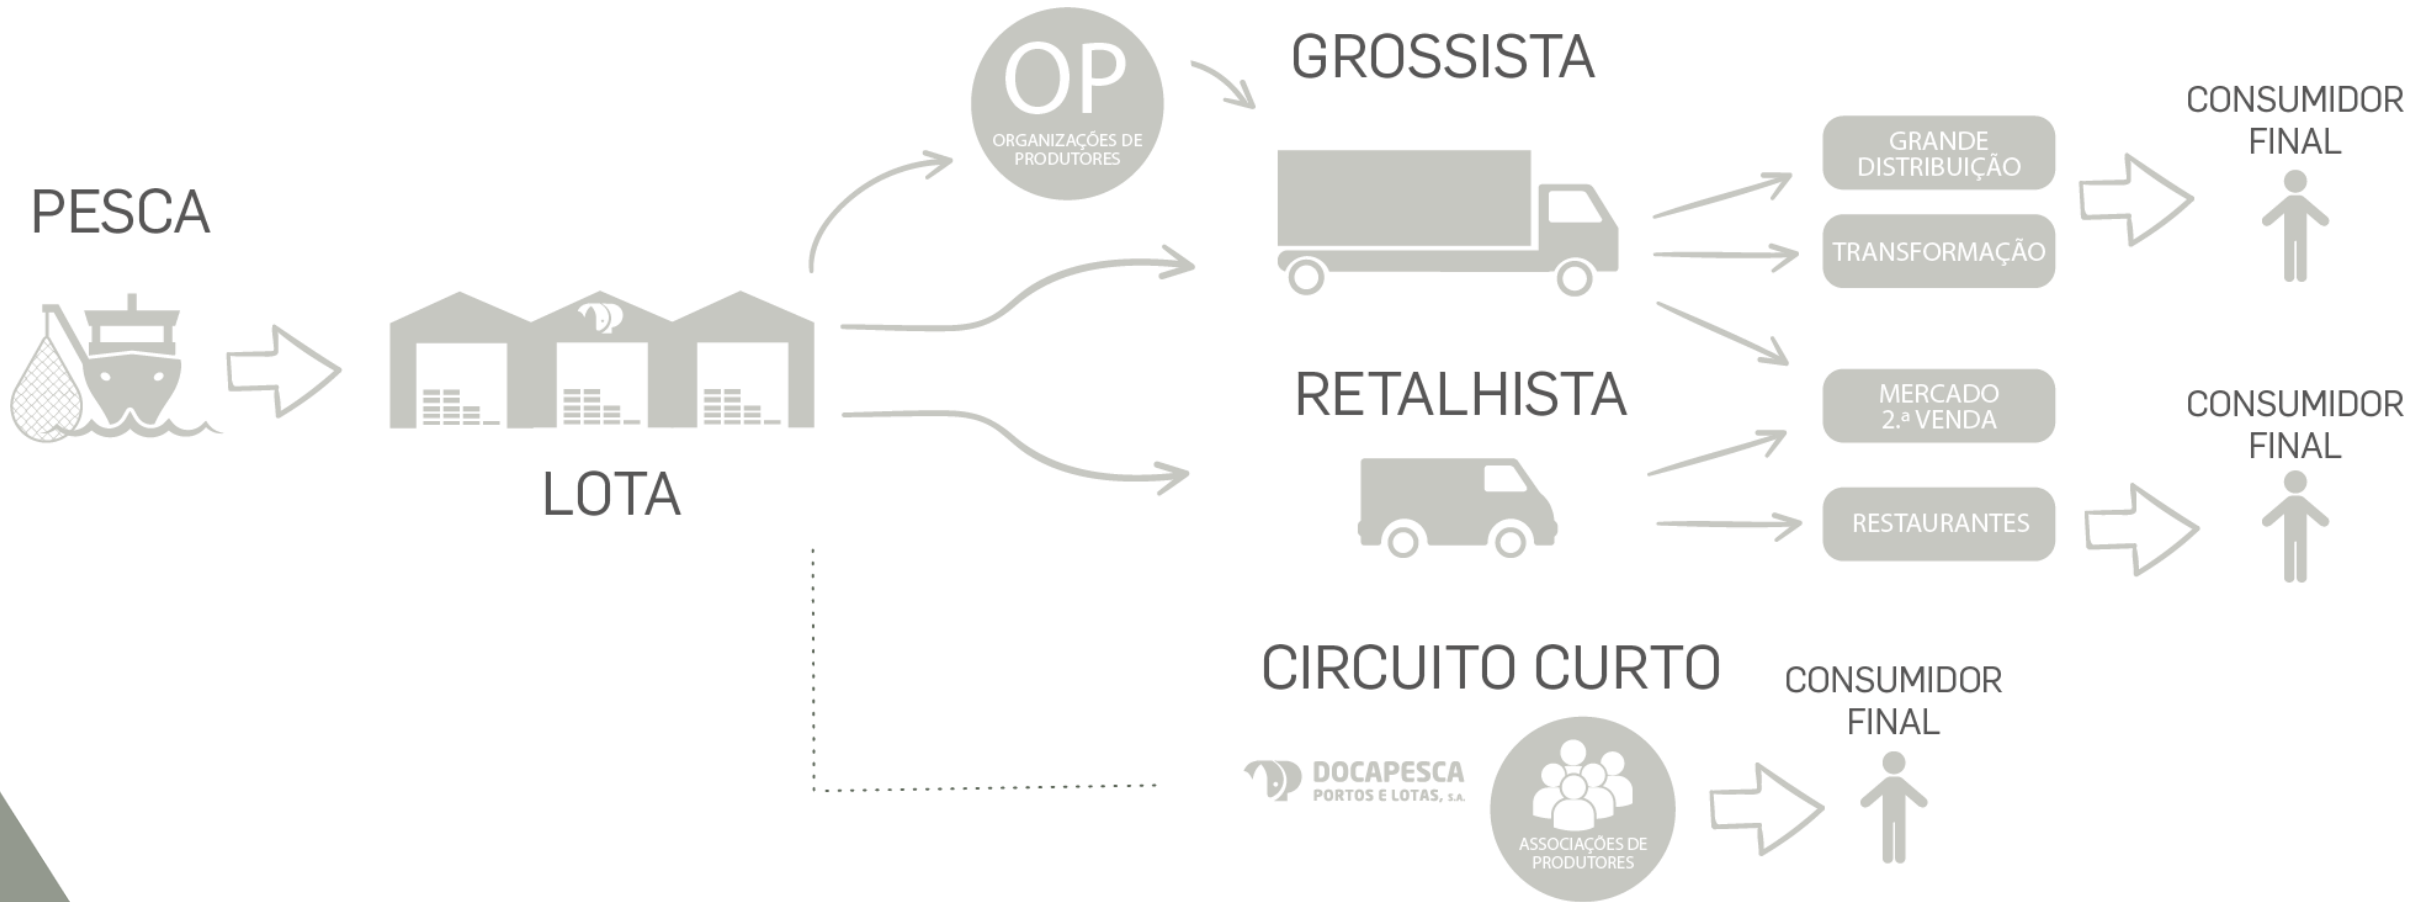 PESCA
LOTA
OP
ORGANIZAÇÕES DE
PRODUTORES
GROSSISTA
GRANDE
DISTRIBUIÇÃO
TRANSFORMAÇÃO
CONSUMIDOR
FINAL
RETALHISTA
MERCADO
2.ª VENDA
RESTAURANTES
CONSUMIDOR
FINAL
CIRCUITO CURTO
DOCAPESCA
PORTOS E LOTAS, S.A.
ASSOCIAÇÕES DE
PRODUTORES
CONSUMIDOR
FINAL